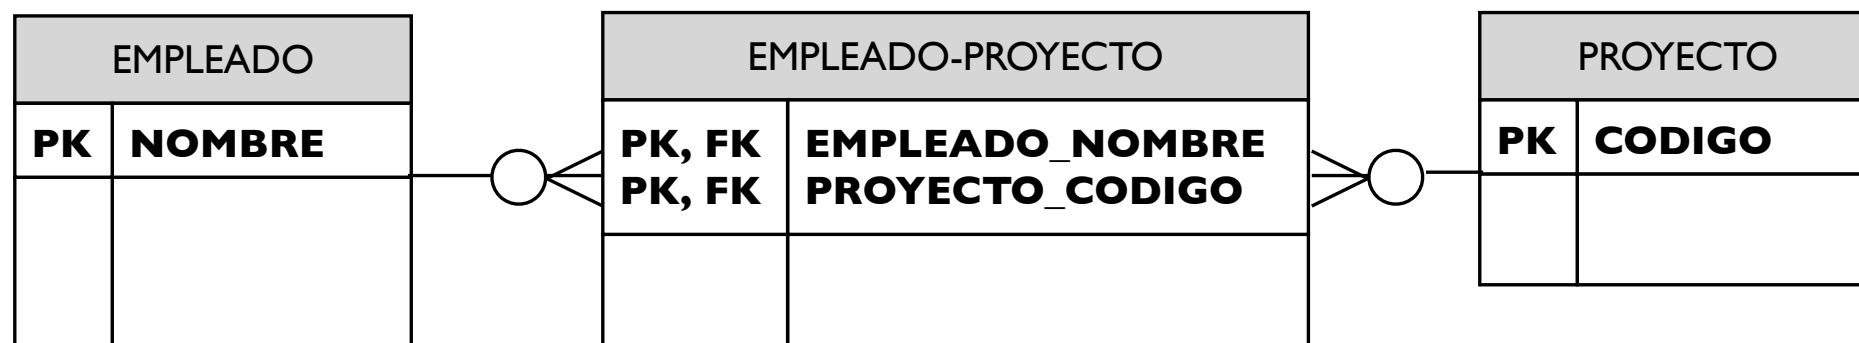 EMPLEADO
PK NOMBRE
EMPLEADO-PROYECTO
PK, FK EMPLEADO_NOMBRE
PK, FK PROYECTO_CODIGO
PROYECTO
PK CODIGO